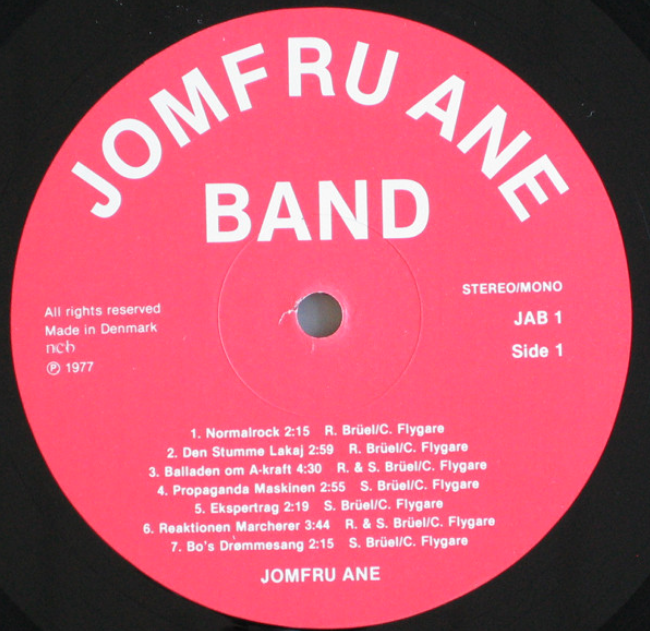 JOMFRU ANE
BAND
All rights reserved
Made in Denmark
ncb
℗ 1977
STEREO/MONO
JAB 1
Side 1
1. Normalrock 2:15 R. Brüel/C. Flygare
2. Den Stumme Lakaj 2:59 R. Brüel/C. Flygare
3. Balladen om A-kraft 4:30 R. & S. Brüel/C. Flygare
4. Propaganda Maskinen 2:55 S. Brüel/C. Flygare
5. Ekspertrag 2:19 S. Brüel/C. Flygare
6. Reaktionen Marcherer 3:44 R. & S. Brüel/C. Flygare
7. Bo's Drømmesang 2:15 S. Brüel/C. Flygare
JOMFRU ANE